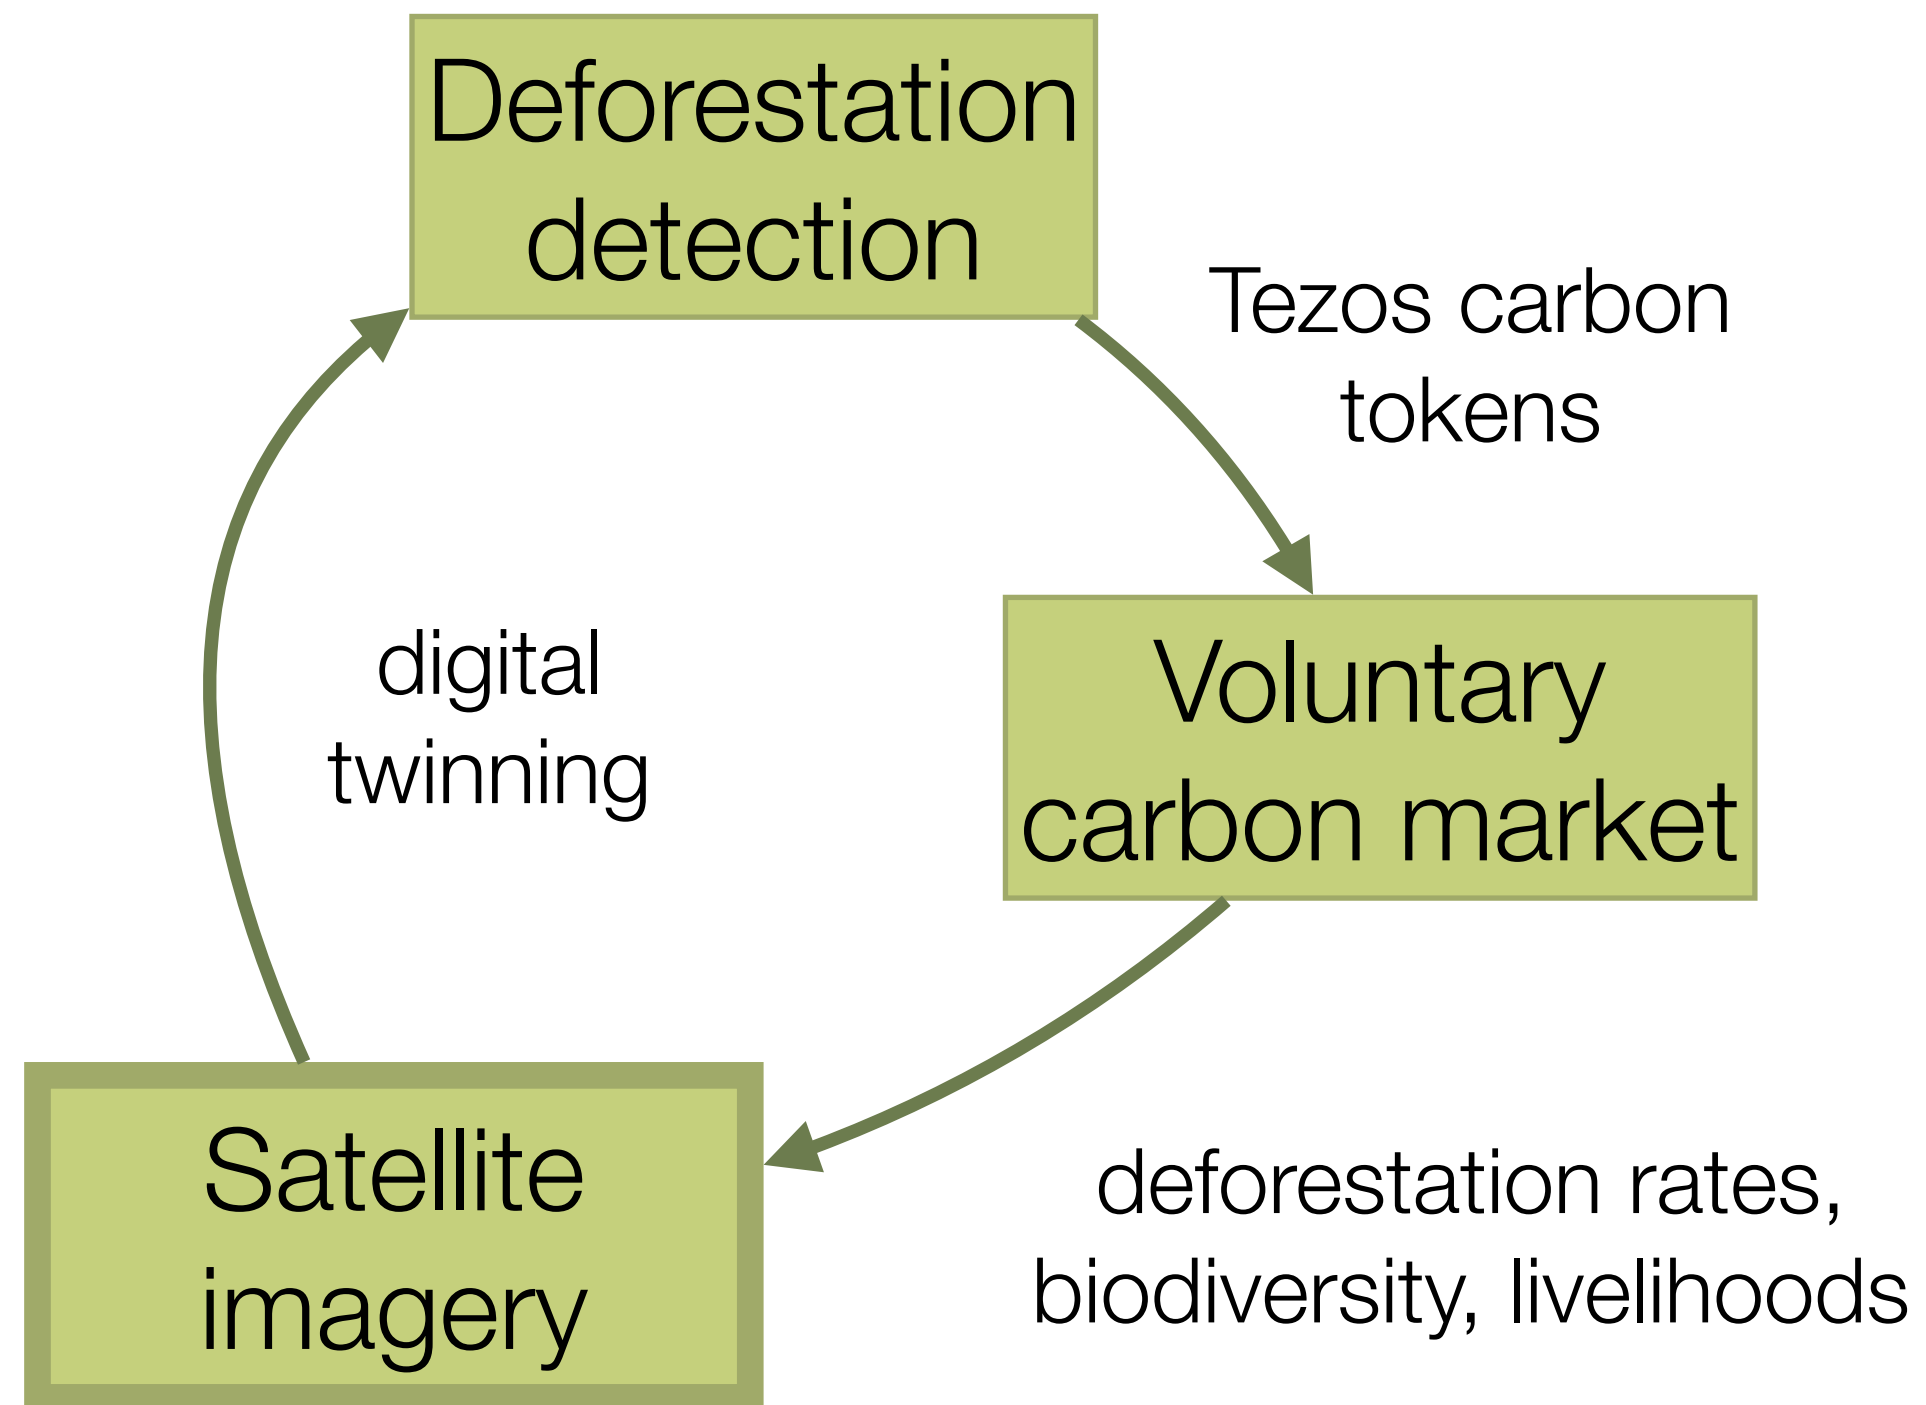 Deforestation
detection
Tezos carbon
tokens
digital
twinning
Voluntary
carbon market
Satellite
imagery
deforestation rates,
biodiversity, livelihoods